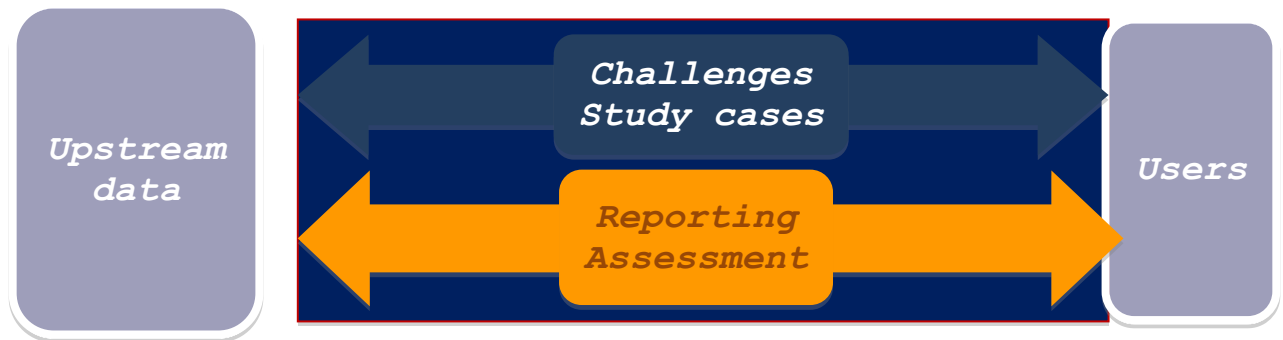 Upstream
data
Challenges
Study cases
Reporting
Assessment
Users